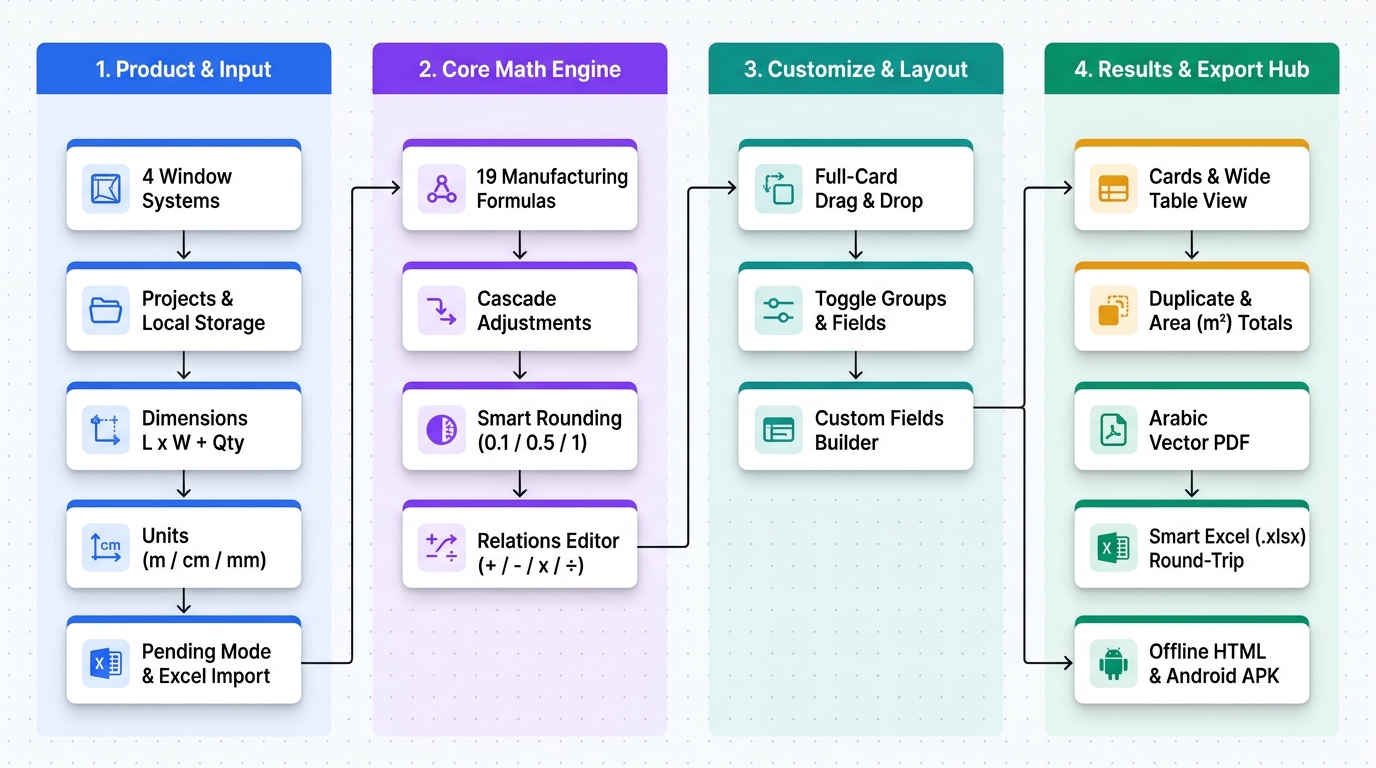 1. Product & Input
4 Window
Systems
Projects &
Local Storage
Dimensions
L x W + Qty
Units
cm
(m / cm / mm)
X
Pending Mode
& Excel Import
2. Core Math Engine
19 Manufacturing
Formulas
Cascade
Adjustments
Smart Rounding
(0.1 / 0.5 / 1)
Relations Editor
(+ / - / x / ÷)
3. Customize & Layout
Full-Card
Drag & Drop
Toggle Groups
& Fields
Custom Fields
Builder
4. Results & Export Hub
Cards & Wide
Table View
Duplicate &
Area (m²) Totals
Arabic
Vector PDF
X
Smart Excel (.xlsx)
Round-Trip
Offline HTML
& Android APK